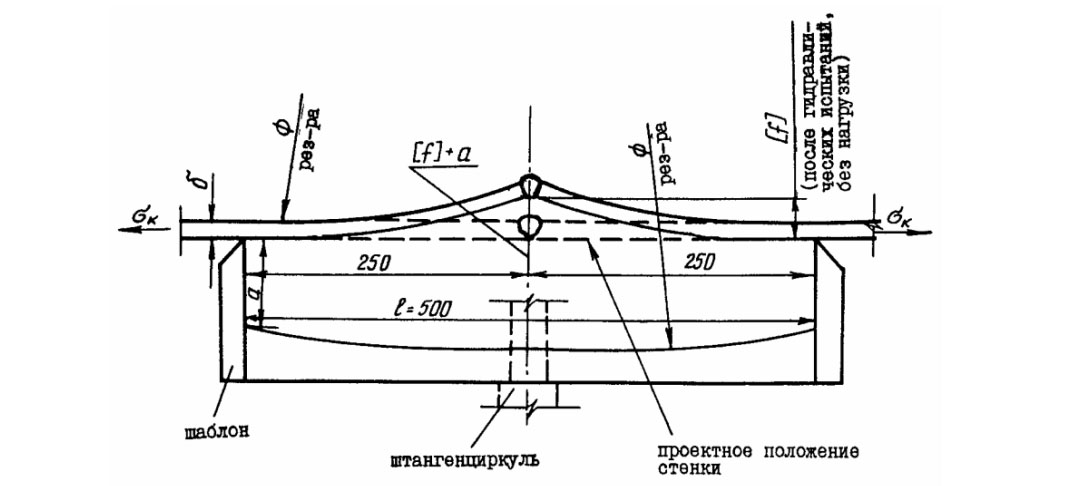 [f]
(после гидравли-
ческих испытаний,
без нагрузки)
ф
рез-ра
[f]+a
ф
рез-ра
б
σк
σк
250
250
a
l=500
шаблон
штангенциркуль
проектное положение
стенки